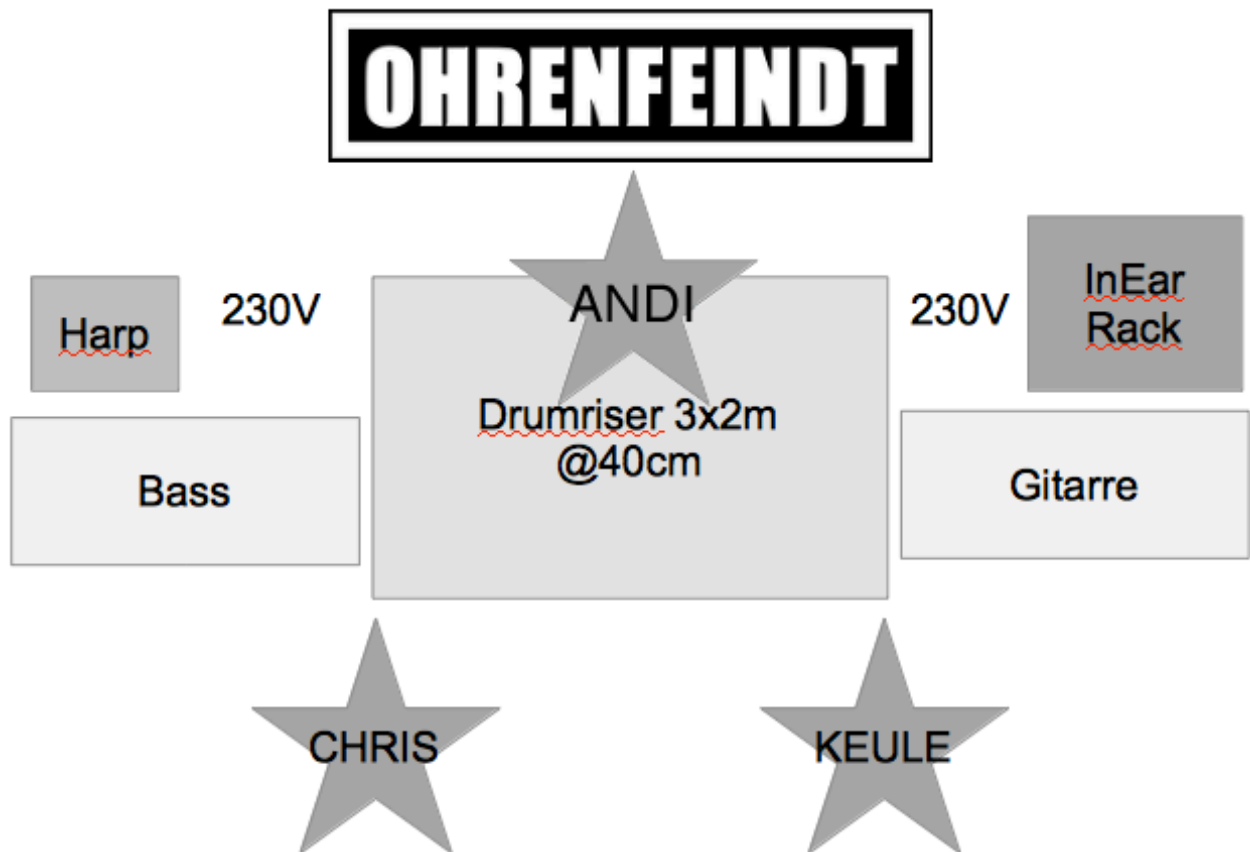 OHRENFEINDT
ANDI
Harp
230V
230V
InEar
Rack
Drumriser 3x2m
@40cm
Bass
Gitarre
CHRIS
KEULE